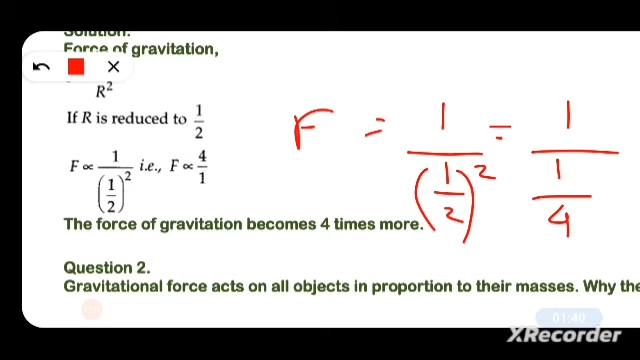 Solution.
Force of gravitation,
R²
If R is reduced to 1/2
F ∝ 1/(1/2)² i.e., F ∝ 4/1
F = 1/(1/2)² = 1/(1/4)
The force of gravitation becomes 4 times more.
Question 2.
Gravitational force acts on all objects in proportion to their masses. Why the
01:40
XRecorder